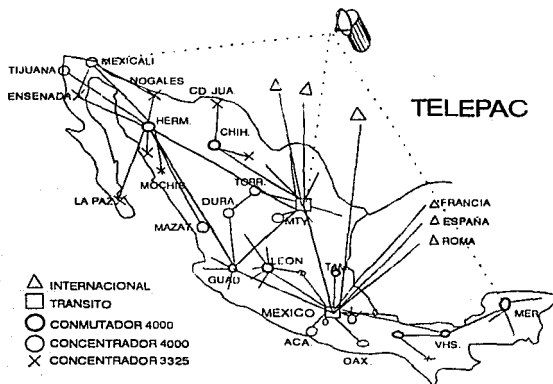 MEXICALI
TIJUANA
NOGALES
CD JUA.
TELEPAC
ENSENADA
HERM.
CHIH.
MOCHIS
TORR.
LA PAZ
DURA
MTY.
FRANCIA
ESPAÑA
ROMA
MAZAT.
LEON
TAM.
GUAD
INTERNACIONAL
TRANSITO
MEXICO
MER.
CONMUTADOR 4000
CONCENTRADOR 4000
ACA.
VHS.
CONCENTRADOR 3325
OAX.